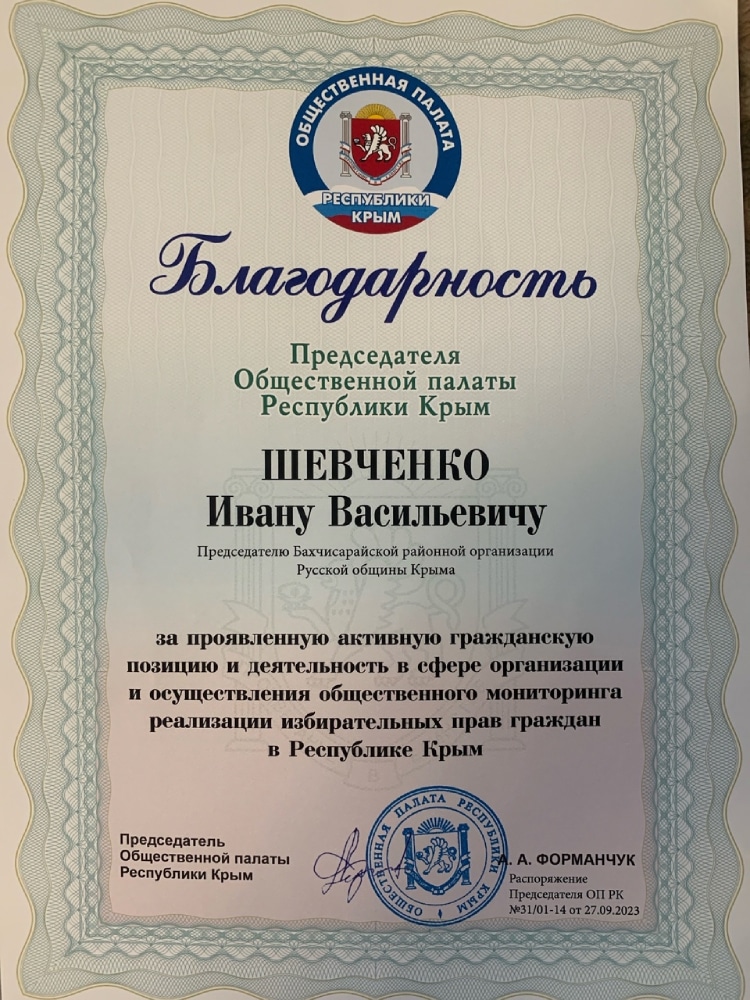 ОБЩЕСТВЕННАЯ ПАЛАТА
РЕСПУБЛИКИ
КРЫМ
Благодарность
Председателя
Общественной палаты
Республики Крым
ШЕВЧЕНКО
Ивану Васильевичу
Председателю Бахчисарайской районной организации
Русской общины Крыма
за проявленную активную гражданскую
позицию и деятельность в сфере организации
и осуществления общественного мониторинга
реализации избирательных прав граждан
в Республике Крым
Председатель
Общественной палаты
Республики Крым
ОБЩЕСТВЕННАЯ ПАЛАТА РЕСПУБЛИКИ КРЫМ
А. А. ФОРМАНЧУК
Распоряжение
Председателя ОП РК
№31/01-14 от 27.09.2023